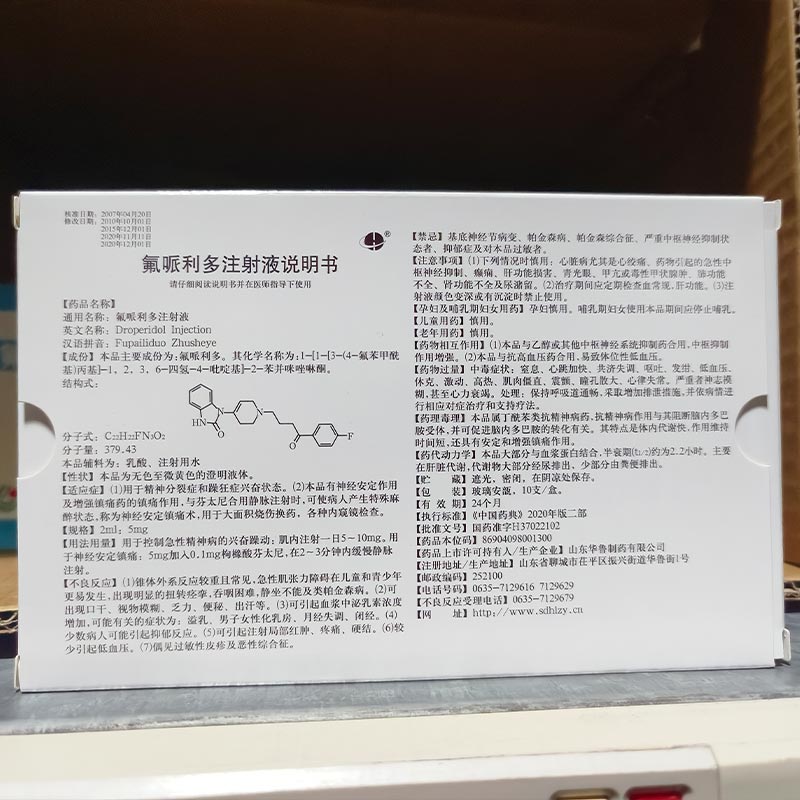 核准日期：2007年04月20日
修改日期：2010年10月01日
2015年12月01日
2020年11月11日
2020年12月01日
氟哌利多注射液说明书
请仔细阅读说明书并在医师指导下使用
【药品名称】
通用名称：氟哌利多注射液
英文名称：Droperidol Injection
汉语拼音：Fupailiduo Zhusheye
【成份】本品主要成份为：氟哌利多。其化学名称为：1-[1-[3-(4-氟苯甲酰
基)丙基]-1，2，3，6-四氢-4-吡啶基]-2-苯并咪唑啉酮。
结构式：
HN
N
N
O
O
F
分子式：C₂₂H₂₂FN₃O₂
分子量：379.43
本品辅料为：乳酸、注射用水
【性状】本品为无色至微黄色的澄明液体。
【适应症】(1)用于精神分裂症和躁狂症兴奋状态。(2)本品有神经安定作用
及增强镇痛药的镇痛作用，与芬太尼合用静脉注射时，可使病人产生特殊麻
醉状态，称为神经安定镇痛术，用于大面积烧伤换药，各种内窥镜检查。
【规格】2ml：5mg
【用法用量】用于控制急性精神病的兴奋躁动：肌内注射一日5~10mg。用
于神经安定镇痛：5mg加入0.1mg枸橼酸芬太尼，在2~3分钟内缓慢静脉
注射。
【不良反应】(1)锥体外系反应较重且常见，急性肌张力障碍在儿童和青少年
更易发生，出现明显的扭转痉挛，吞咽困难，静坐不能及类帕金森病。(2)可
出现口干、视物模糊、乏力、便秘、出汗等。(3)可引起血浆中泌乳素浓度
增加，可能有关的症状为：溢乳、男子女性化乳房、月经失调、闭经。(4)
少数病人可能引起抑郁反应。(5)可引起注射局部红肿、疼痛、硬结。(6)较
少引起低血压。(7)偶见过敏性皮疹及恶性综合征。
【禁忌】基底神经节病变、帕金森病、帕金森综合征、严重中枢神经抑制状
态者、抑郁症及对本品过敏者。
【注意事项】(1)下列情况时慎用：心脏病尤其是心绞痛、药物引起的急性中
枢神经抑制、癫痫、肝功能损害、青光眼、甲亢或毒性甲状腺肿、肺功能
不全、肾功能不全及尿潴留。(2)治疗期间应定期检查血常规，肝功能。(3)注
射液颜色变深或有沉淀时禁止使用。
【孕妇及哺乳期妇女用药】孕妇慎用。哺乳期妇女使用本品期间应停止哺乳。
【儿童用药】慎用。
【老年用药】慎用。
【药物相互作用】(1)本品与乙醇或其他中枢神经系统抑制药合用，中枢抑制
作用增强。(2)本品与抗高血压药合用，易致体位性低血压。
【药物过量】中毒症状：窒息、心跳加快、共济失调、呕吐、发绀、低血压、
休克、激动、高热、肌肉僵直、震颤、瞳孔散大、心律失常。严重者神志模
糊，甚至心力衰竭。处理：保持呼吸道通畅，采取增加排泄措施，并依病情进
行相应对症治疗和支持疗法。
【药理毒理】本品属丁酰苯类抗精神病药，抗精神病作用与其阻断脑内多巴
胺受体，并可促进脑内多巴胺的转化有关。其特点是体内代谢快，作用维持
时间短，还具有安定和增强镇痛作用。
【药代动力学】本品大部分与血浆蛋白结合，半衰期(t₁/₂)约为2.2小时。主要
在肝脏代谢，代谢物大部分经尿排出，少部分由粪便排出。
【贮　　藏】遮光，密闭，在阴凉处保存。
【包　　装】玻璃安瓿，10支/盒。
【有 效 期】24个月
【执行标准】《中国药典》2020年版二部
【批准文号】国药准字H37022102
【药品本位码】86904098001300
【药品上市许可持有人/生产企业】山东华鲁制药有限公司
【注册地址/生产地址】山东省聊城市茌平区振兴街道华鲁街1号
【邮政编码】252100
【电话号码】0635-7129616 7129629
【不良反应受理电话】0635-7129679
【网　　址】http://www.sdhlzy.cn